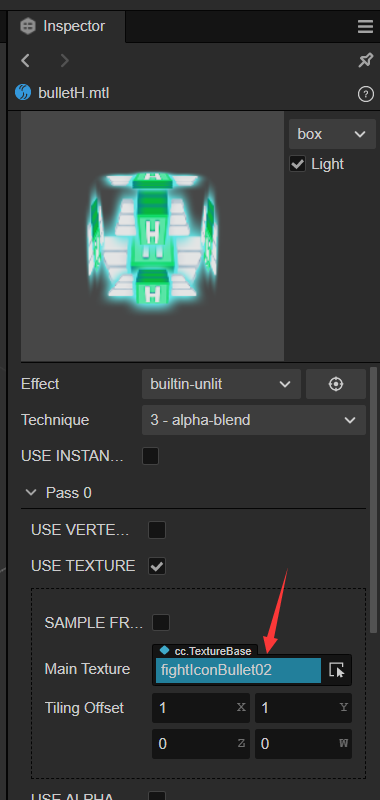 Inspector
bulletH.mtl
box
Light
H
H
H
Effect
builtin-unlit
Technique
3 - alpha-blend
USE INSTAN...
Pass 0
USE VERTE...
USE TEXTURE
SAMPLE FR...
cc.TextureBase
Main Texture
fightIconBullet02
Tiling Offset
1 X 1 Y
0 Z 0 W
USE ALPHA